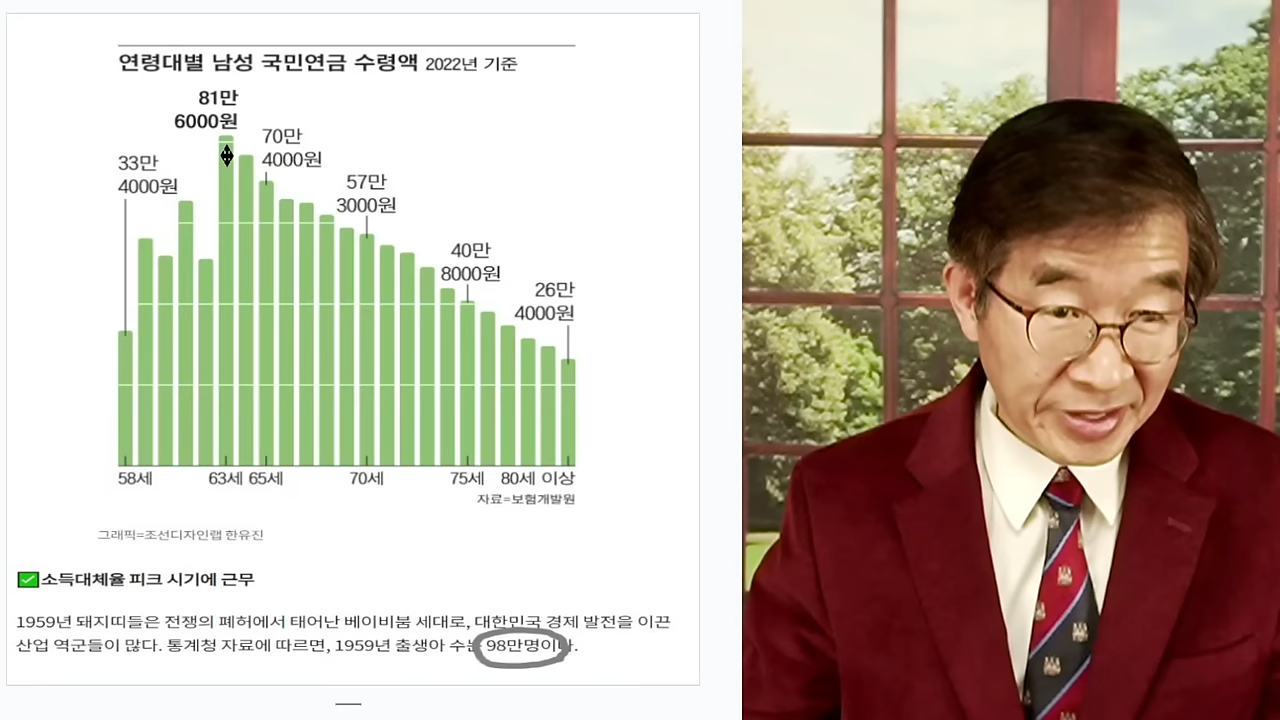 연령대별 남성 국민연금 수령액 2022년 기준
81만
6000원
70만
4000원
33만
4000원
57만
3000원
40만
8000원
26만
4000원
58세 63세 65세 70세 75세 80세 이상
자료=보험개발원
그래픽=조선디자인랩 한유진
✅소득대체율 피크 시기에 근무
1959년 돼지띠들은 전쟁의 폐허에서 태어난 베이비붐 세대로, 대한민국 경제 발전을 이끈
산업 역군들이 많다. 통계청 자료에 따르면, 1959년 출생아 수는 98만명이다.